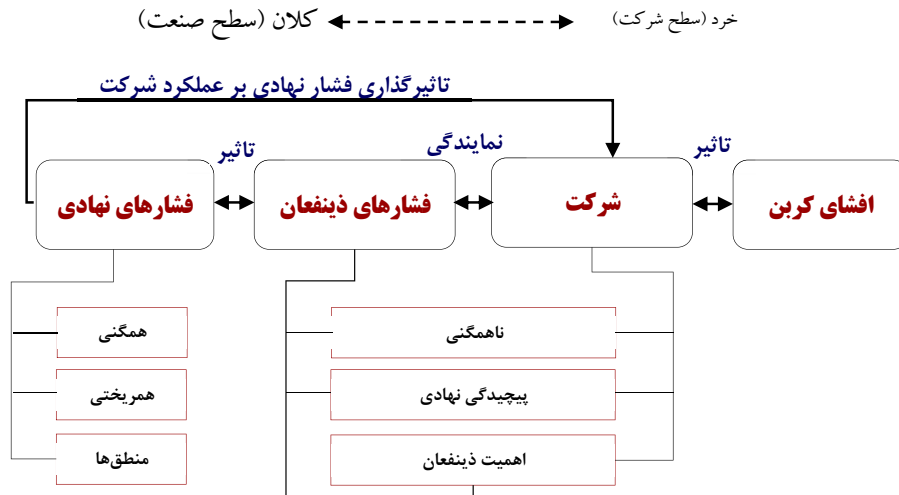 خرد (سطح شرکت)
کلان (سطح صنعت)
تاثیرگذاری فشار نهادی بر عملکرد شرکت
تاثیر
نمایندگی
تاثیر
افشای کربن
شرکت
فشارهای ذینفعان
فشارهای نهادی
ناهمگنی
همگنی
پیچیدگی نهادی
همریختی
اهمیت ذینفعان
منطق‌ها